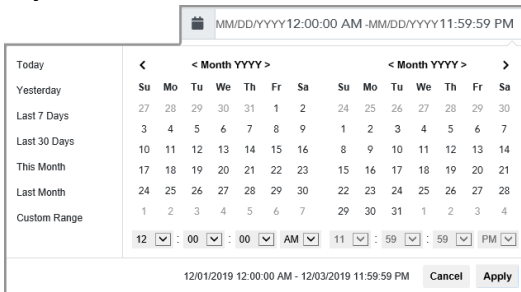 MM/DD/YYYY12:00:00 AM -MM/DD/YYYY11:59:59 PM
Today
Yesterday
Last 7 Days
Last 30 Days
This Month
Last Month
Custom Range
< Month YYYY >
Su Mo Tu We Th Fr Sa
27 28 29 30 31 1 2
3 4 5 6 7 8 9
10 11 12 13 14 15 16
17 18 19 20 21 22 23
24 25 26 27 28 29 30
1 2 3 4 5 6 7
12 : 00 : 00 AM
< Month YYYY >
Su Mo Tu We Th Fr Sa
24 25 26 27 28 29 30
1 2 3 4 5 6 7
8 9 10 11 12 13 14
15 16 17 18 19 20 21
22 23 24 25 26 27 28
29 30 31 1 2 3 4
11 : 59 : 59 PM
12/01/2019 12:00:00 AM - 12/03/2019 11:59:59 PM Cancel Apply